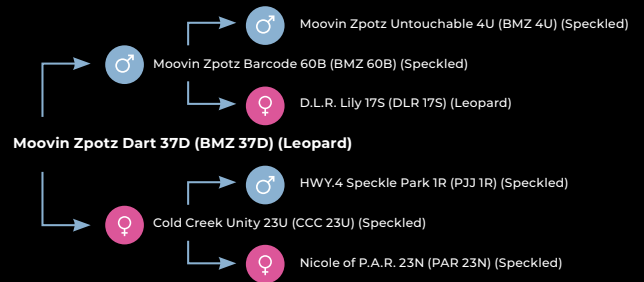 Moovin Zpotz Untouchable 4U (BMZ 4U) (Speckled)
Moovin Zpotz Barcode 60B (BMZ 60B) (Speckled)
D.L.R. Lily 17S (DLR 17S) (Leopard)
Moovin Zpotz Dart 37D (BMZ 37D) (Leopard)
HWY.4 Speckle Park 1R (PJJ 1R) (Speckled)
Cold Creek Unity 23U (CCC 23U) (Speckled)
Nicole of P.A.R. 23N (PAR 23N) (Speckled)